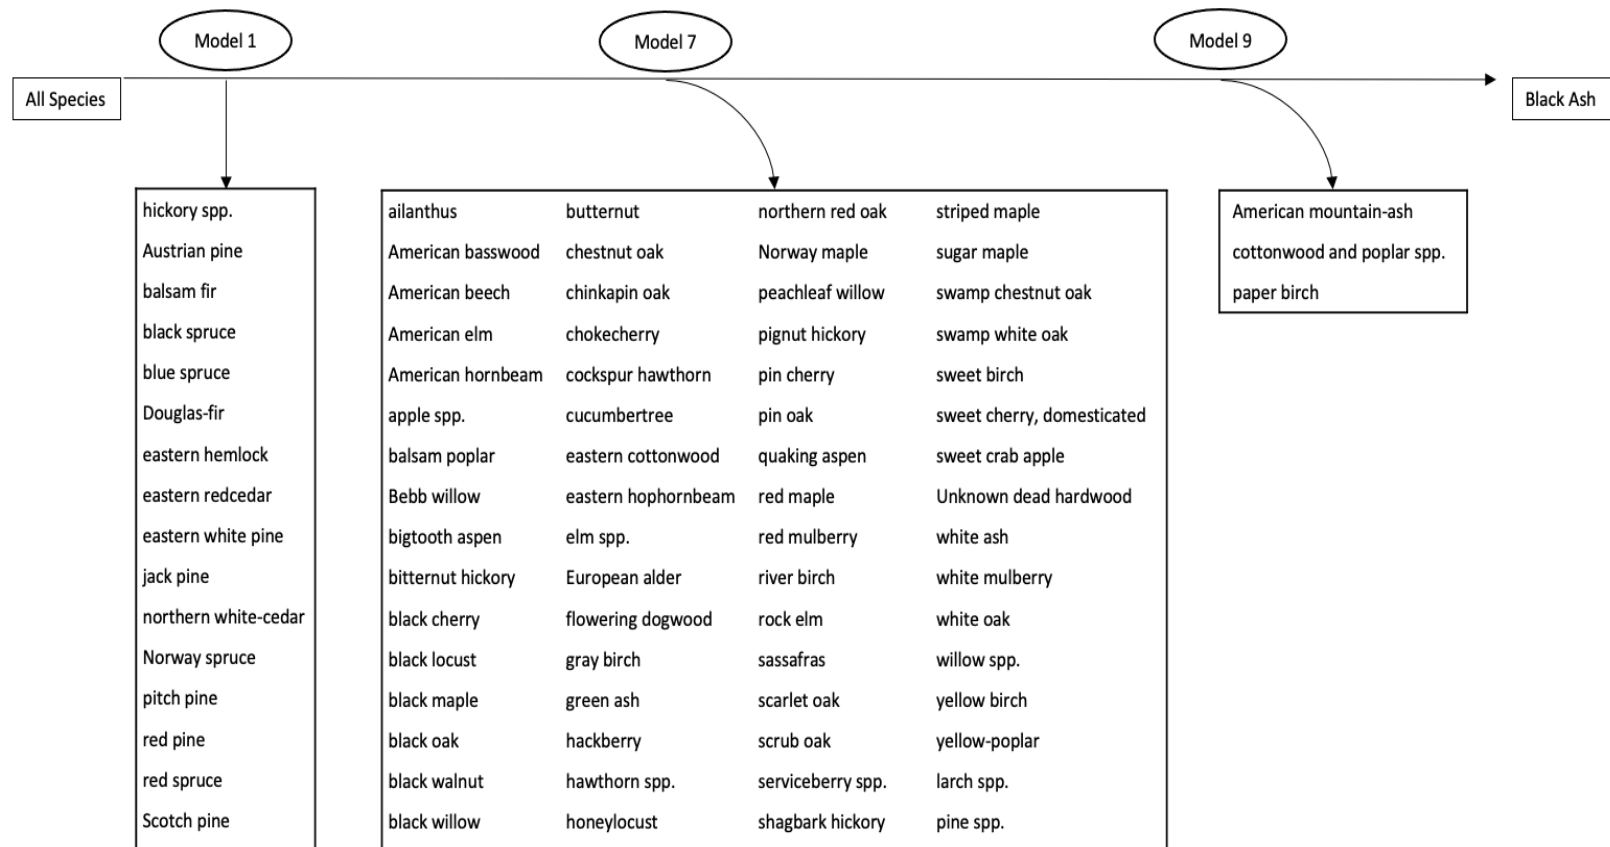 Model 1
Model 7
Model 9
All Species
Black Ash
hickory spp.
Austrian pine
balsam fir
black spruce
blue spruce
Douglas-fir
eastern hemlock
eastern redcedar
eastern white pine
jack pine
northern white-cedar
Norway spruce
pitch pine
red pine
red spruce
Scotch pine
ailanthus
American basswood
American beech
American elm
American hornbeam
apple spp.
balsam poplar
Bebb willow
bigtooth aspen
bitternut hickory
black cherry
black locust
black maple
black oak
black walnut
black willow
butternut
chestnut oak
chinkapin oak
chokecherry
cockspur hawthorn
cucumbertree
eastern cottonwood
eastern hophornbeam
elm spp.
European alder
flowering dogwood
gray birch
green ash
hackberry
hawthorn spp.
honeylocust
northern red oak
Norway maple
peachleaf willow
pignut hickory
pin cherry
pin oak
quaking aspen
red maple
red mulberry
river birch
rock elm
sassafras
scarlet oak
scrub oak
serviceberry spp.
shagbark hickory
striped maple
sugar maple
swamp chestnut oak
swamp white oak
sweet birch
sweet cherry, domesticated
sweet crab apple
Unknown dead hardwood
white ash
white mulberry
white oak
willow spp.
yellow birch
yellow-poplar
larch spp.
pine spp.
American mountain-ash
cottonwood and poplar spp.
paper birch